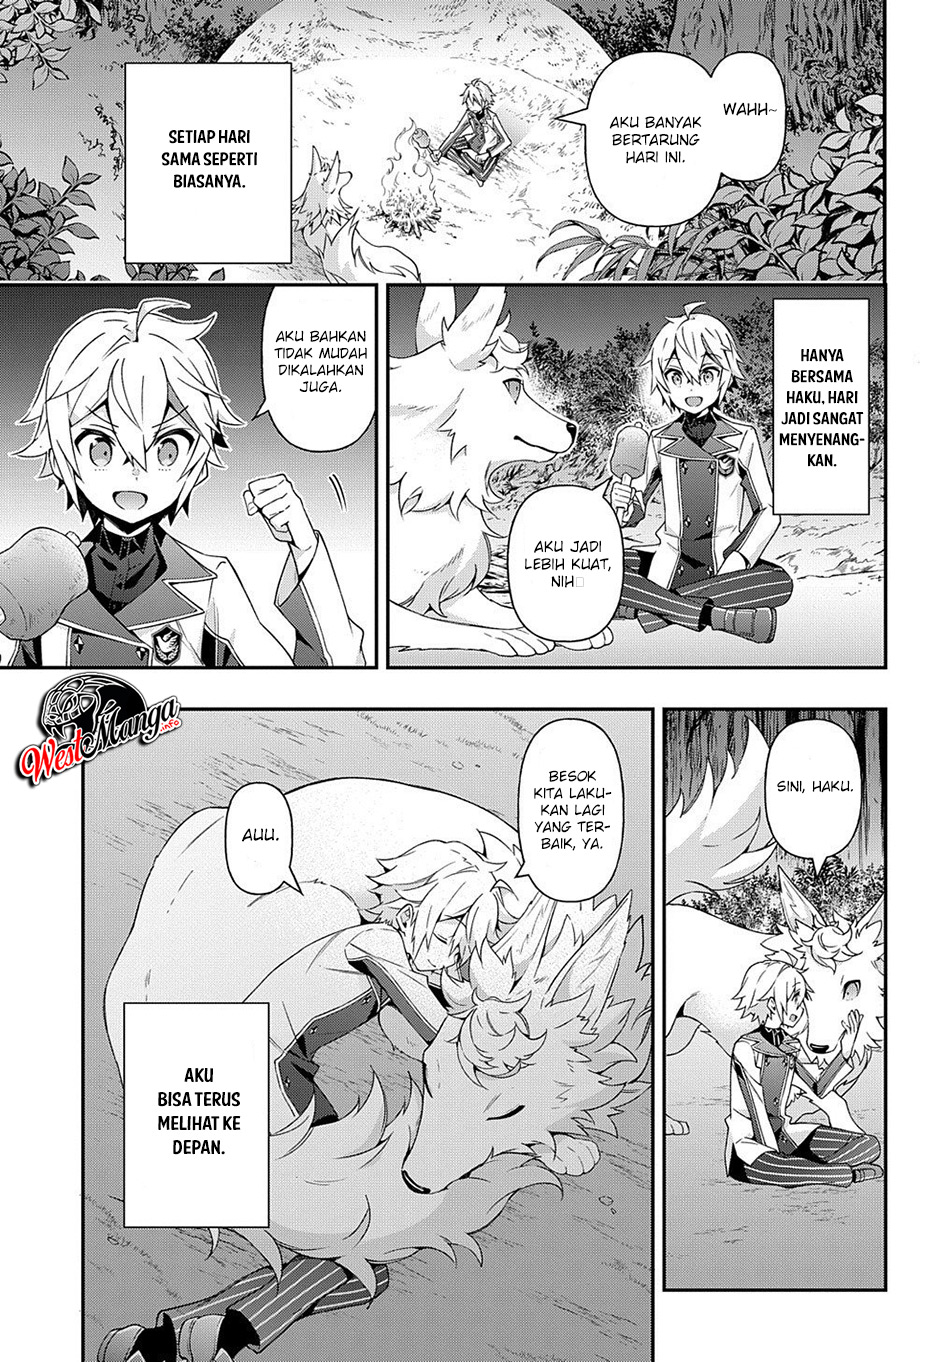 WAHH~
AKU BANYAK
BERTARUNG
HARI INI.
SETIAP HARI
SAMA SEPERTI
BIASANYA.
HANYA
BERSAMA
HAKU, HARI
JADI SANGAT
MENYENANG-
KAN.
AKU JADI
LEBIH KUAT,
NIH
AKU BAHKAN
TIDAK MUDAH
DIKALAHKAN
JUGA.
SINI, HAKU.
BESOK
KITA LAKU-
KAN LAGI
YANG TER-
BAIK, YA.
AUU.
AKU
BISA TERUS
MELIHAT KE
DEPAN.
WestManga
.info